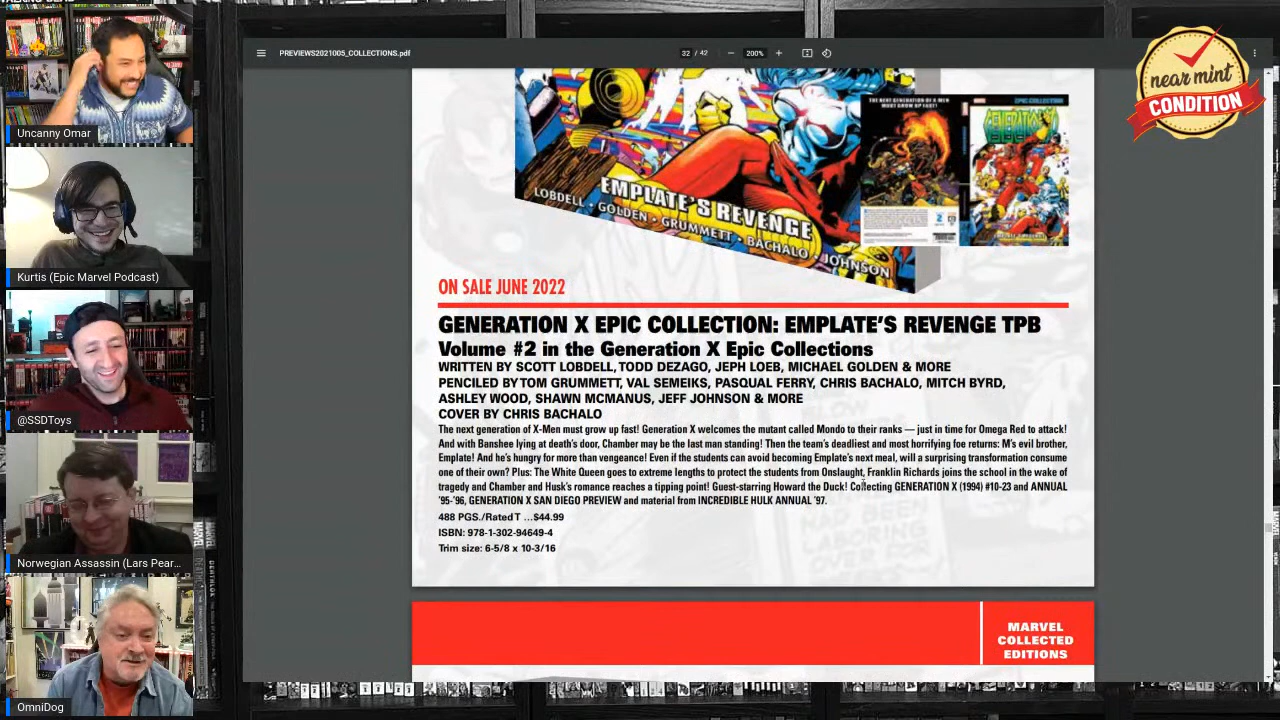 PREVIEWS2021005_COLLECTIONS.pdf
32 / 42
200%
near mint
CONDITION
Uncanny Omar
Kurtis (Epic Marvel Podcast)
@SSDToys
Norwegian Assassin (Lars Pear...
OmniDog
EMPLATE'S REVENGE
LOBDELL • GOLDEN • GRUMMETT • BACHALO • JOHNSON
THE NEXT GENERATION OF X-MEN
MUST GROW UP FAST!
EPIC COLLECTION
GENERATION X
ON SALE JUNE 2022
GENERATION X EPIC COLLECTION: EMPLATE'S REVENGE TPB
Volume #2 in the Generation X Epic Collections
WRITTEN BY SCOTT LOBDELL, TODD DEZAGO, JEPH LOEB, MICHAEL GOLDEN & MORE
PENCILED BY TOM GRUMMETT, VAL SEMEIKS, PASQUAL FERRY, CHRIS BACHALO, MITCH BYRD,
ASHLEY WOOD, SHAWN MCMANUS, JEFF JOHNSON & MORE
COVER BY CHRIS BACHALO
The next generation of X-Men must grow up fast! Generation X welcomes the mutant called Mondo to their ranks — just in time for Omega Red to attack!
And with Banshee lying at death's door, Chamber may be the last man standing! Then the team's deadliest and most horrifying foe returns: M's evil brother,
Emplate! And he's hungry for more than vengeance! Even if the students can avoid becoming Emplate's next meal, will a surprising transformation consume
one of their own? Plus: The White Queen goes to extreme lengths to protect the students from Onslaught, Franklin Richards joins the school in the wake of
tragedy and Chamber and Husk's romance reaches a tipping point! Guest-starring Howard the Duck! Collecting GENERATION X (1994) #10-23 and ANNUAL
'95-'96, GENERATION X SAN DIEGO PREVIEW and material from INCREDIBLE HULK ANNUAL '97.
488 PGS./Rated T ...$44.99
ISBN: 978-1-302-94649-4
Trim size: 6-5/8 x 10-3/16
MARVEL
COLLECTED
EDITIONS